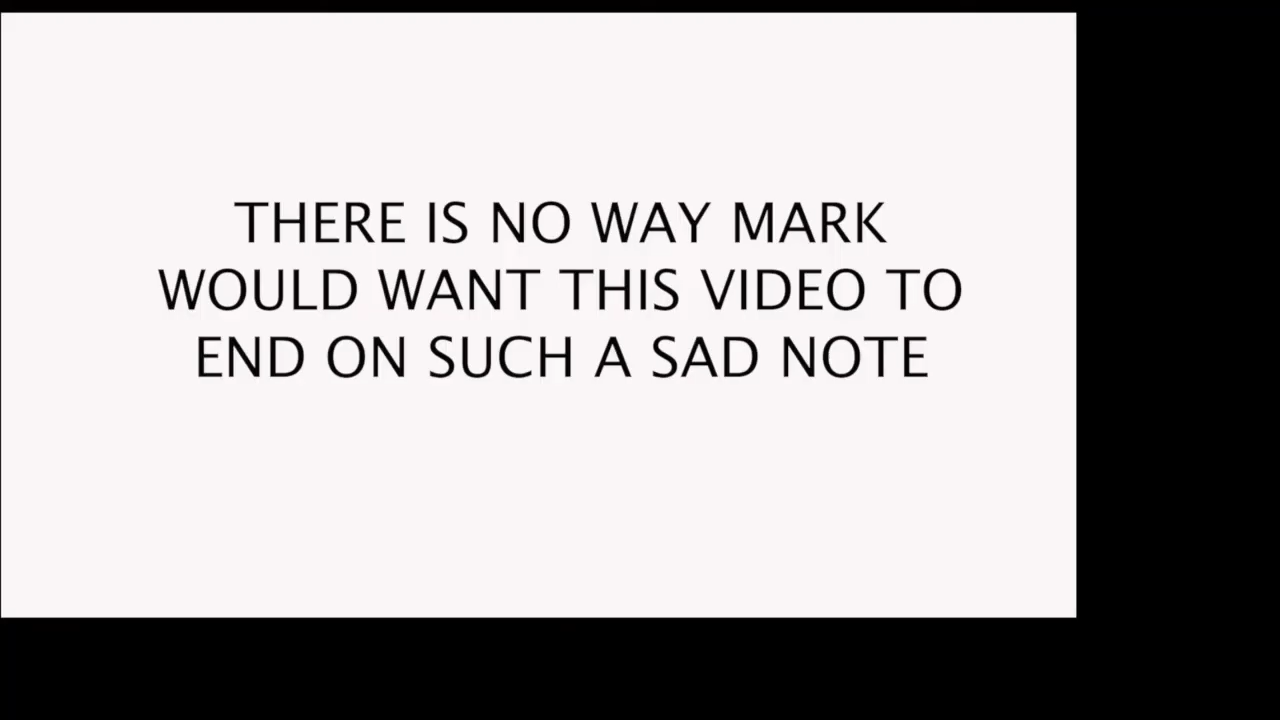 THERE IS NO WAY MARK
WOULD WANT THIS VIDEO TO
END ON SUCH A SAD NOTE